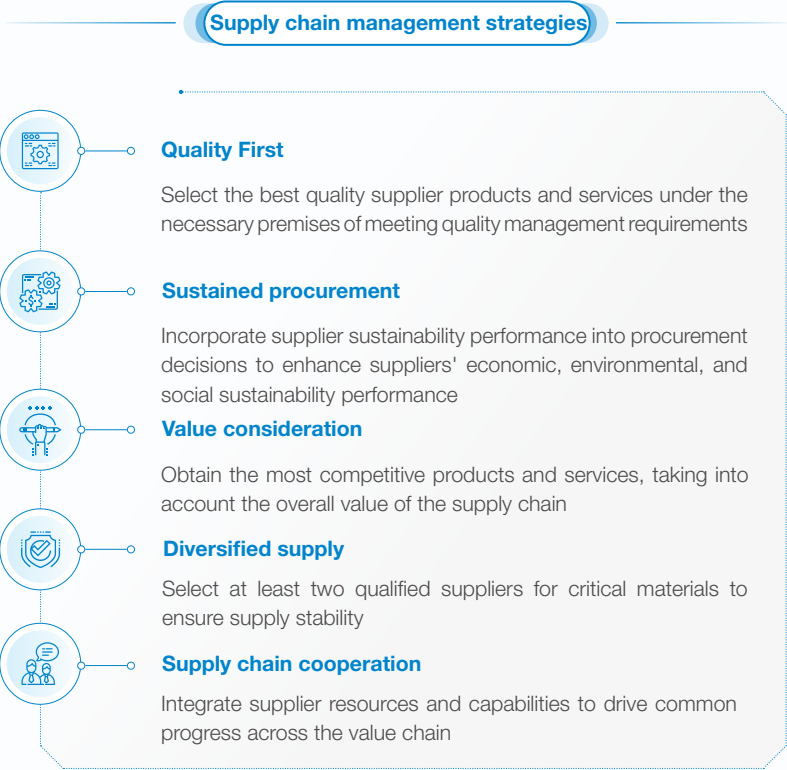 Supply chain management strategies
Quality First
Select the best quality supplier products and services under the
necessary premises of meeting quality management requirements
Sustained procurement
Incorporate supplier sustainability performance into procurement
decisions to enhance suppliers' economic, environmental, and
social sustainability performance
Value consideration
Obtain the most competitive products and services, taking into
account the overall value of the supply chain
Diversified supply
Select at least two qualified suppliers for critical materials to
ensure supply stability
Supply chain cooperation
Integrate supplier resources and capabilities to drive common
progress across the value chain